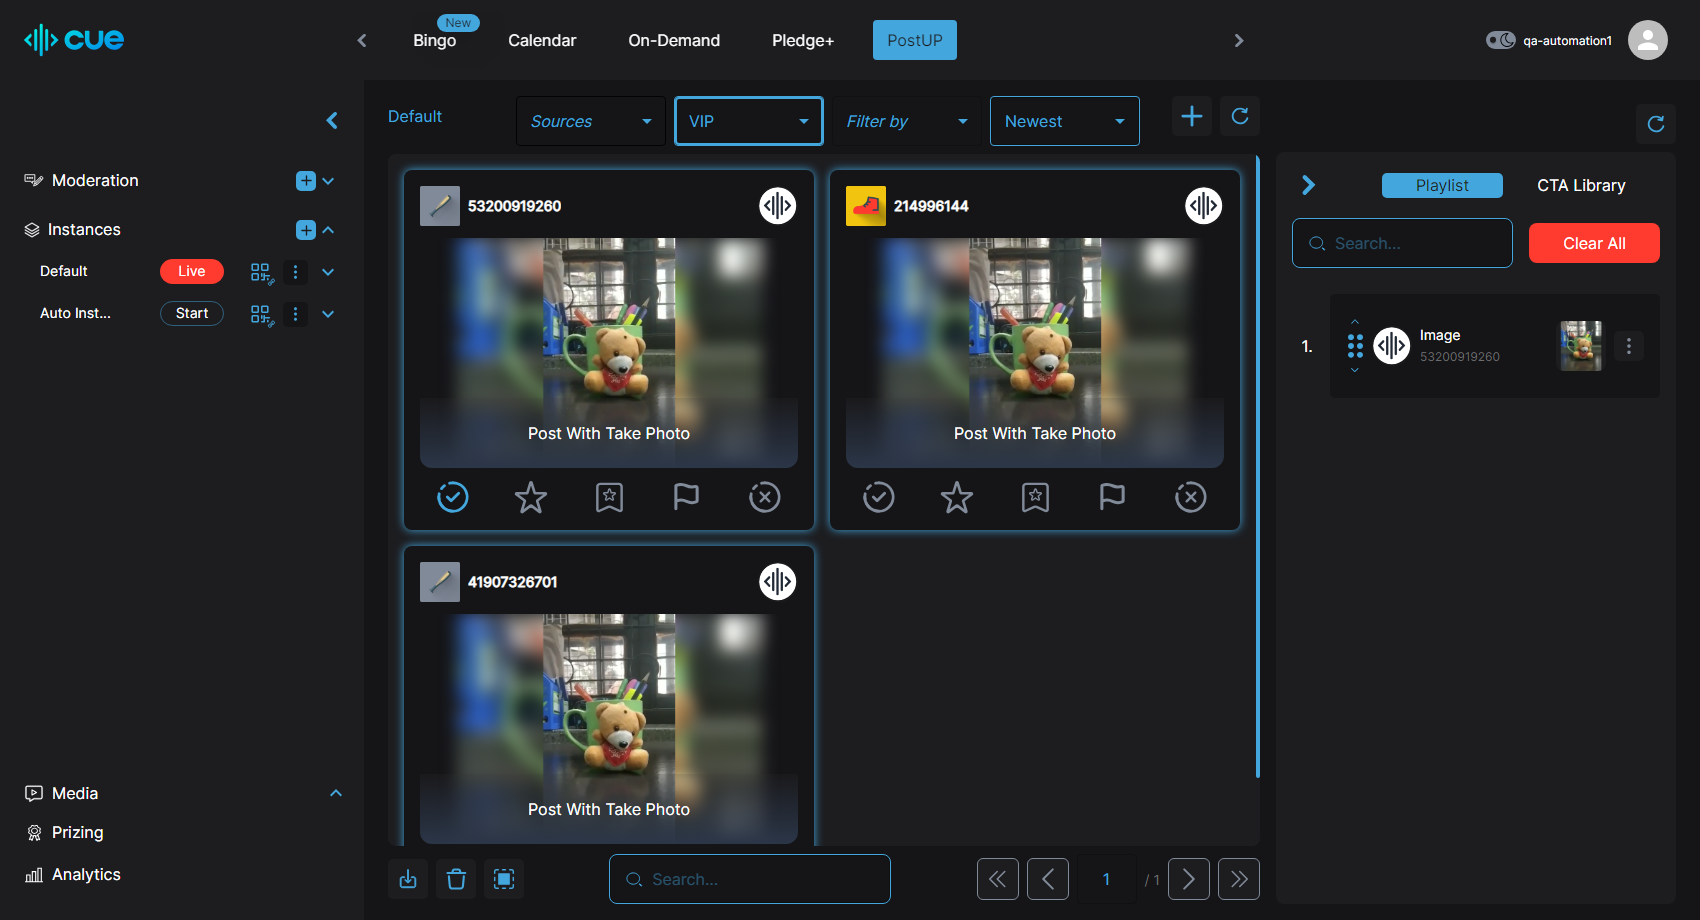 cue
New
Bingo
Calendar
On-Demand
Pledge+
PostUP
qa-automation1
Moderation
Instances
Default
Live
Auto Inst...
Start
Media
Prizing
Analytics
Default
Sources
VIP
Filter by
Newest
53200919260
Post With Take Photo
214996144
Post With Take Photo
41907326701
Post With Take Photo
Search...
1
/ 1
Playlist
CTA Library
Search...
Clear All
1.
Image
53200919260